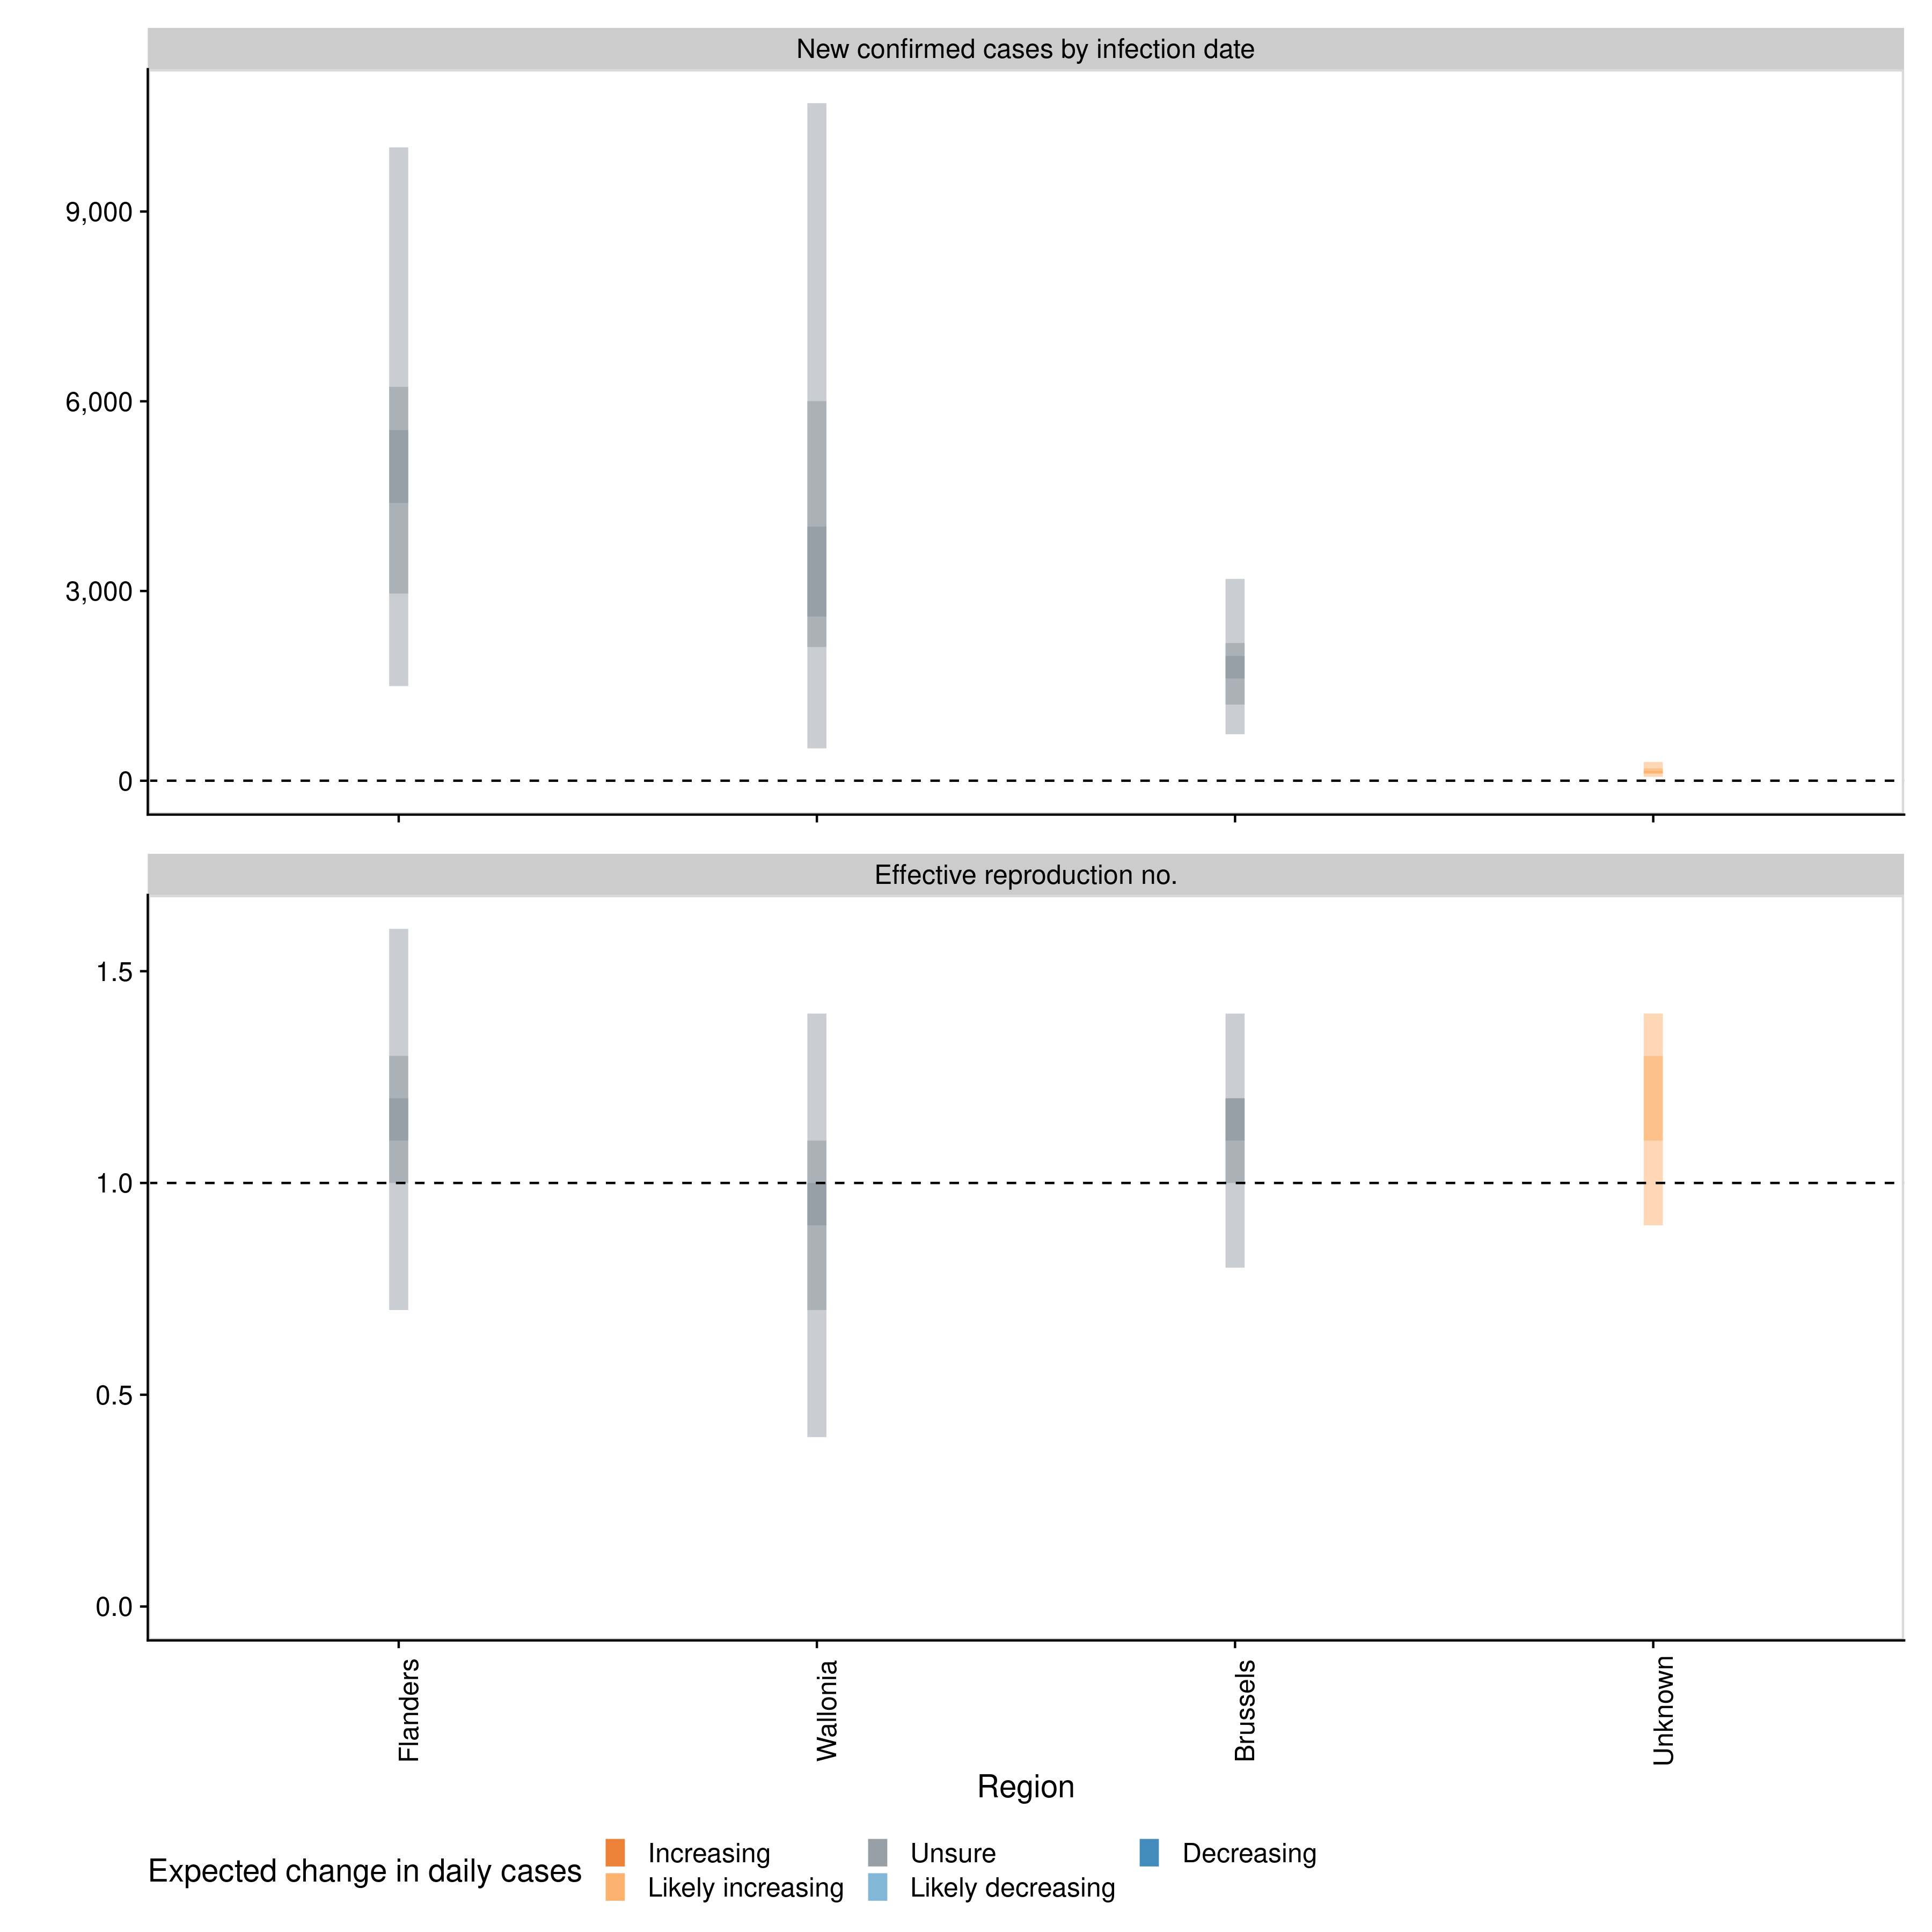 New confirmed cases by infection date
9,000
6,000
3,000
0
Effective reproduction no.
1.5
1.0
0.5
0.0
Flanders
Wallonia
Brussels
Unknown
Region
Expected change in daily cases
Increasing
Unsure
Decreasing
Likely increasing
Likely decreasing